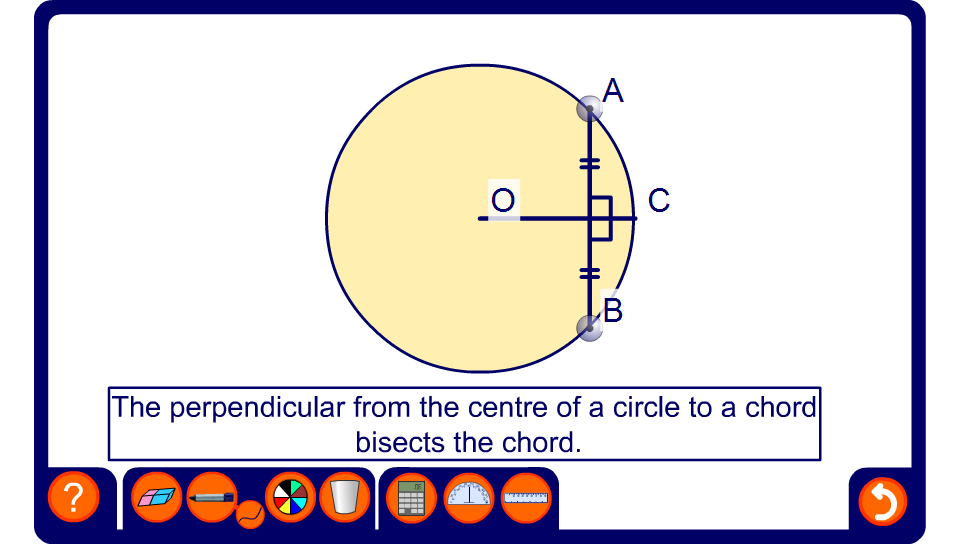 A
O
C
B
The perpendicular from the centre of a circle to a chord
bisects the chord.
?